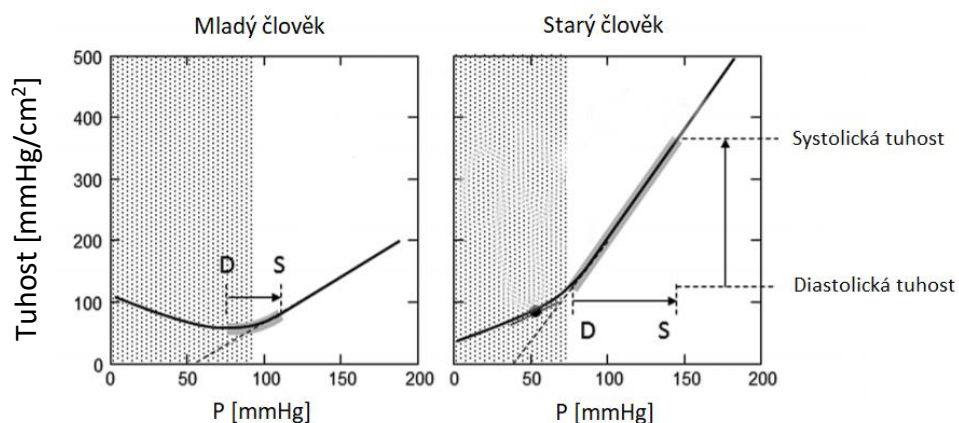 Mladý člověk
Starý člověk
Tuhost [mmHg/cm²]
500
400
300
200
100
0
D
S
0
50
100
150
200
P [mmHg]
500
400
300
200
100
0
D
S
0
50
100
150
200
P [mmHg]
Systolická tuhost
Diastolická tuhost